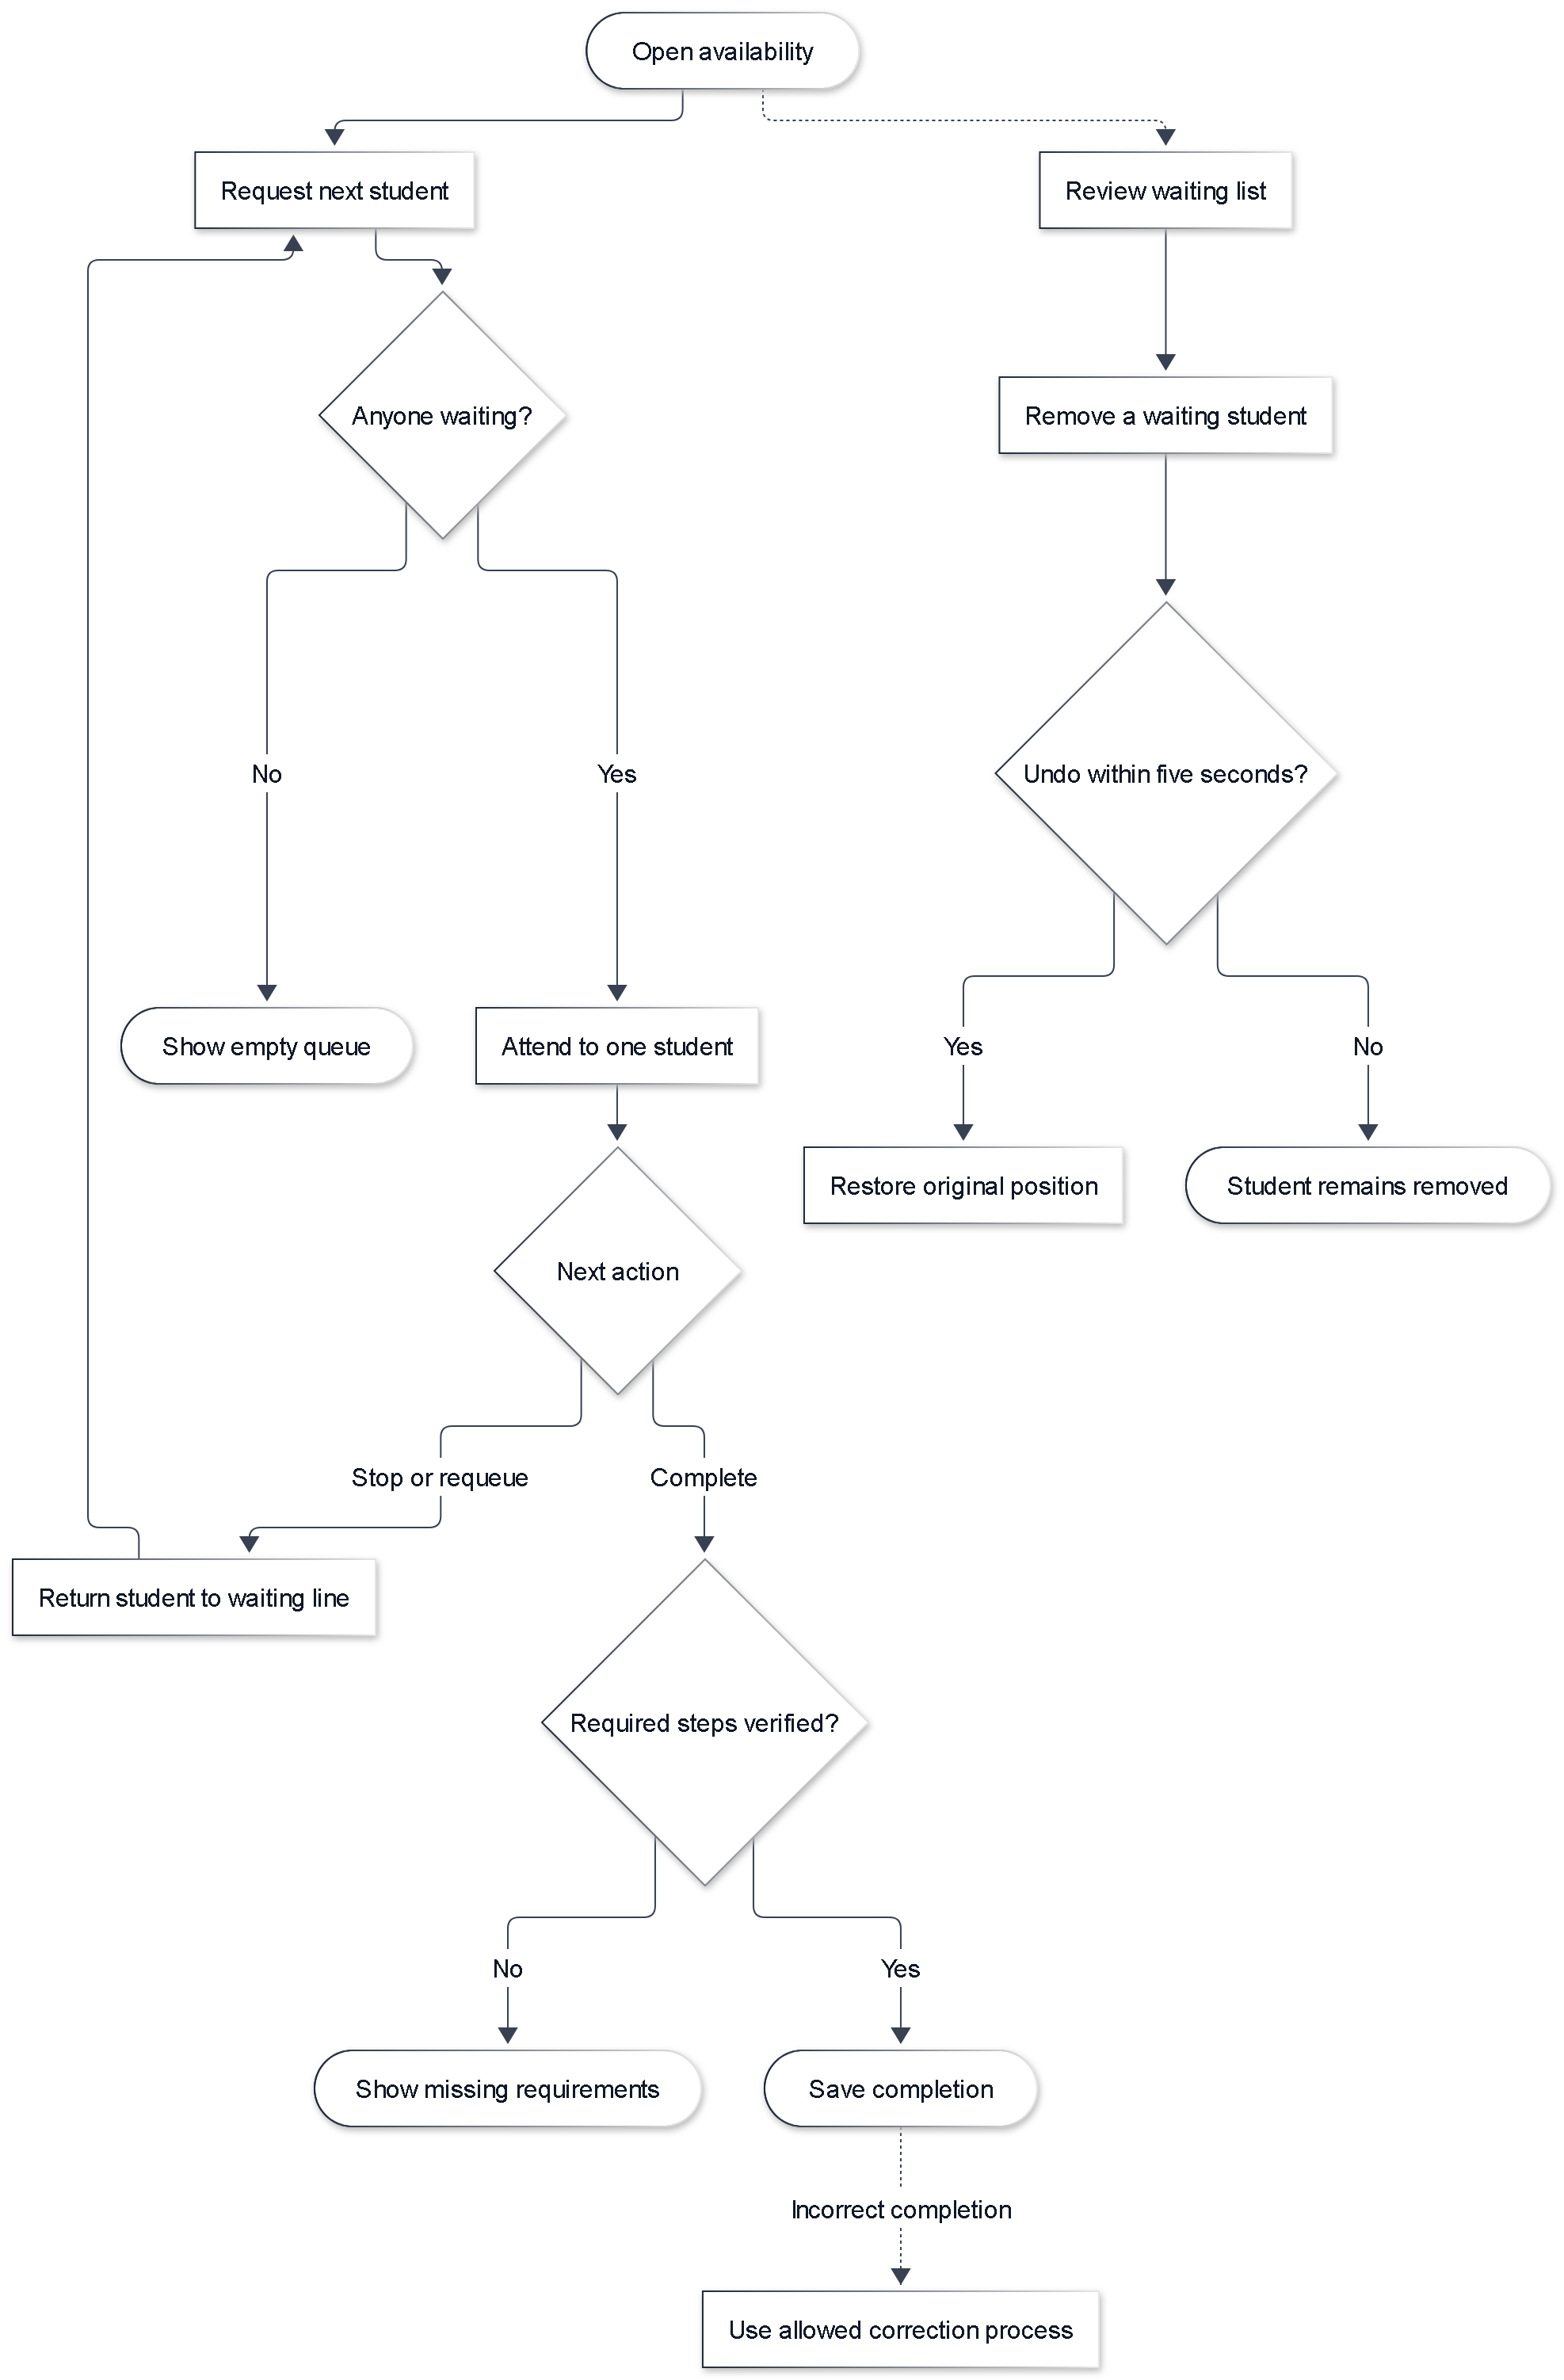 Open availability
Request next student
Review waiting list
Anyone waiting?
Remove a waiting student
No
Yes
Undo within five seconds?
Show empty queue
Attend to one student
Yes
No
Restore original position
Student remains removed
Next action
Stop or requeue
Complete
Return student to waiting line
Required steps verified?
No
Yes
Show missing requirements
Save completion
Incorrect completion
Use allowed correction process